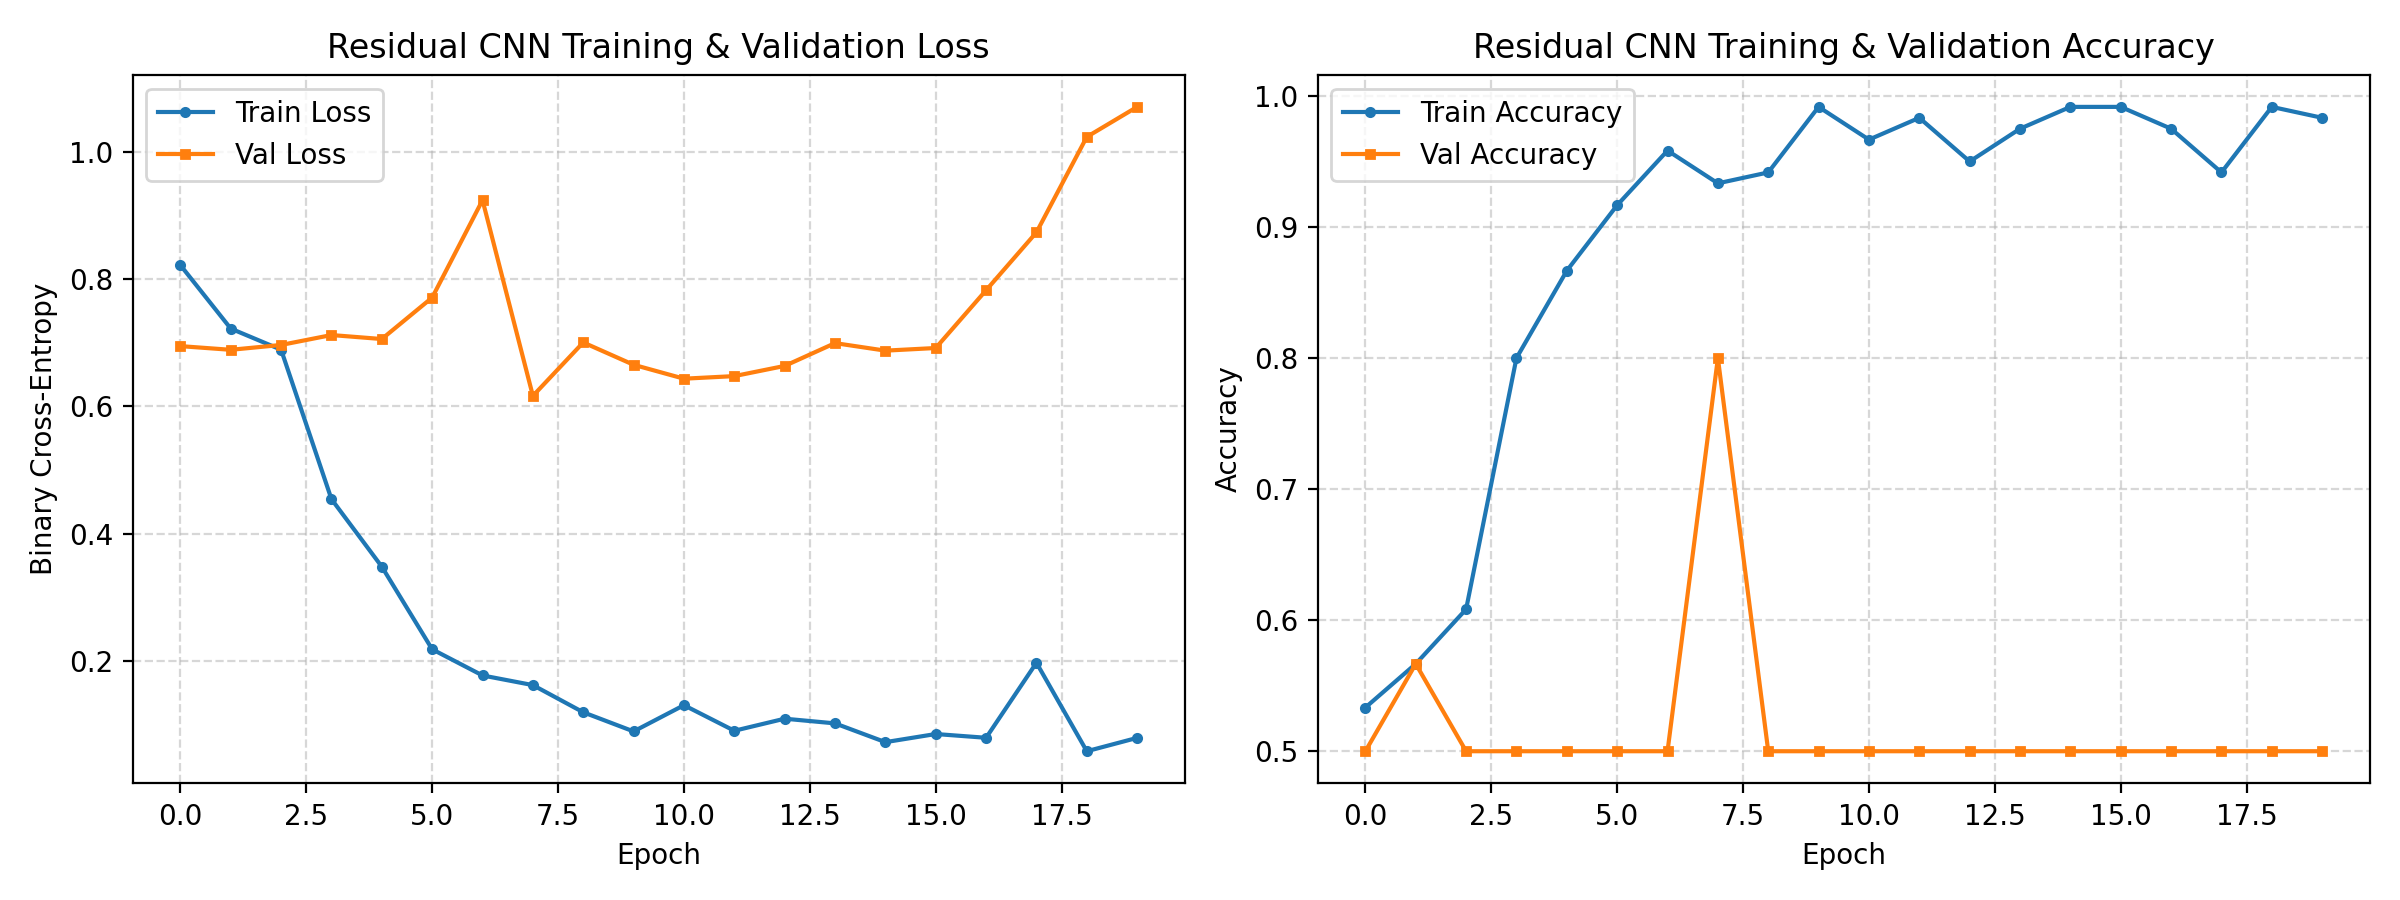 Residual CNN Training & Validation Loss
Train Loss
Val Loss
Binary Cross-Entropy
1.0
0.8
0.6
0.4
0.2
0.0 2.5 5.0 7.5 10.0 12.5 15.0 17.5
Epoch
Residual CNN Training & Validation Accuracy
Train Accuracy
Val Accuracy
Accuracy
1.0
0.9
0.8
0.7
0.6
0.5
0.0 2.5 5.0 7.5 10.0 12.5 15.0 17.5
Epoch